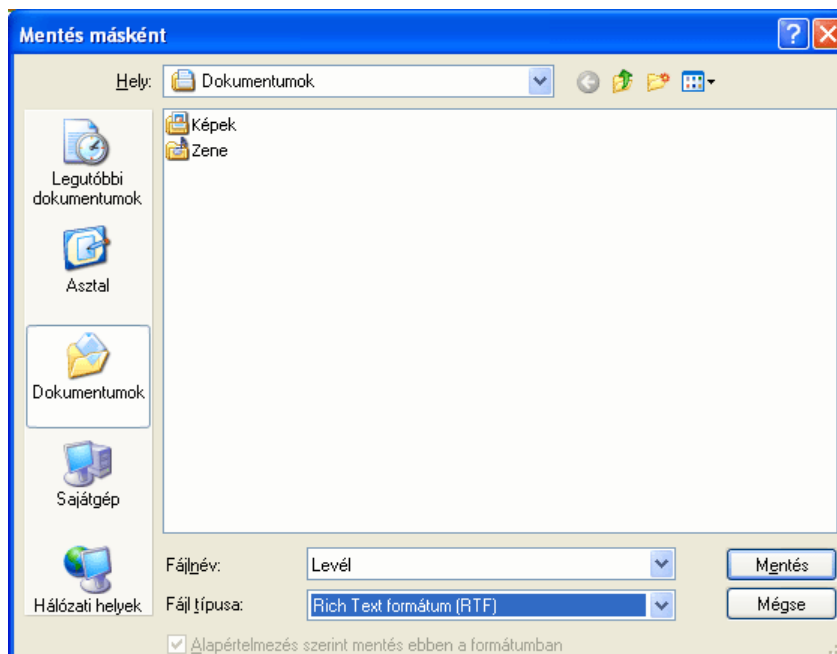 Mentés másként
Hely:
Dokumentumok
Képek
Zene
Legutóbbi
dokumentumok
Asztal
Dokumentumok
Sajátgép
Hálózati helyek
Fájlnév:
Levél
Mentés
Fájl típusa:
Rich Text formátum (RTF)
Mégse
Alapértelmezés szerint mentés ebben a formátumban